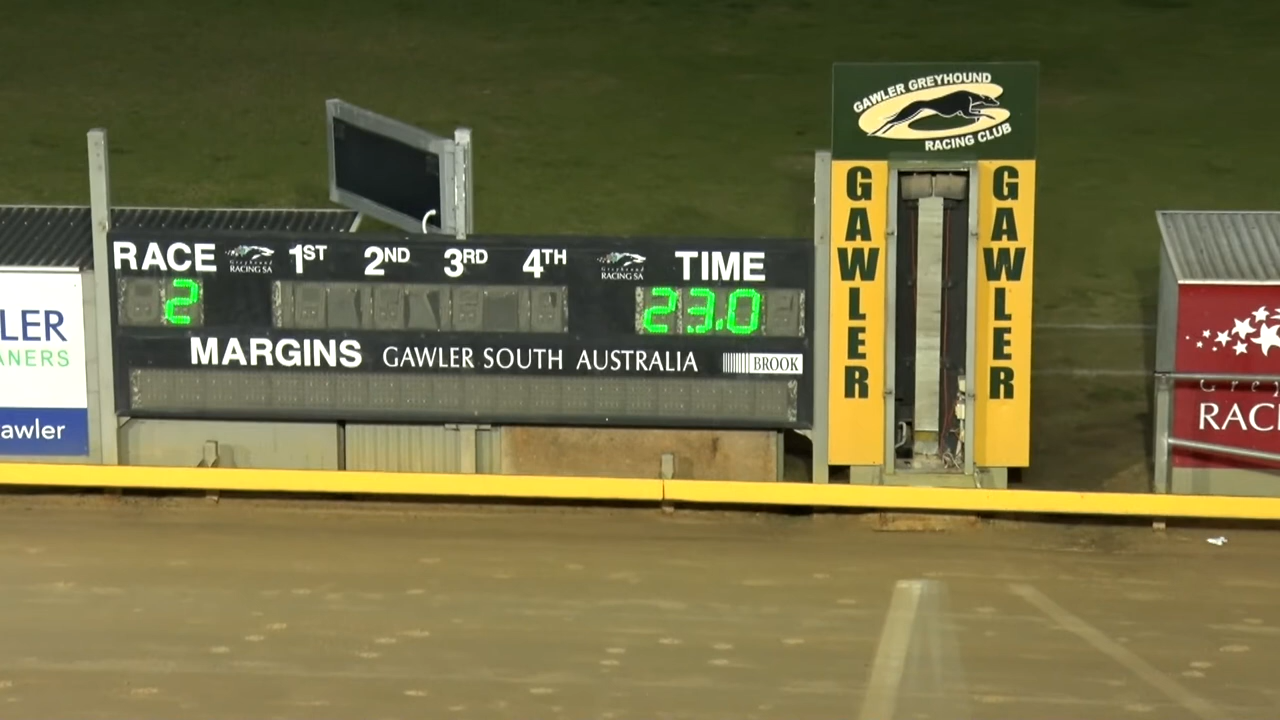 GAWLER GREYHOUND
RACING CLUB
GAWLER
GAWLER
RACE
Greyhound
RACING SA
1ST
2ND
3RD
4TH
Greyhound
RACING SA
TIME
2
23.0
MARGINS
GAWLER SOUTH AUSTRALIA
BROOK
LER
ANERS
awler
Grey
RACI